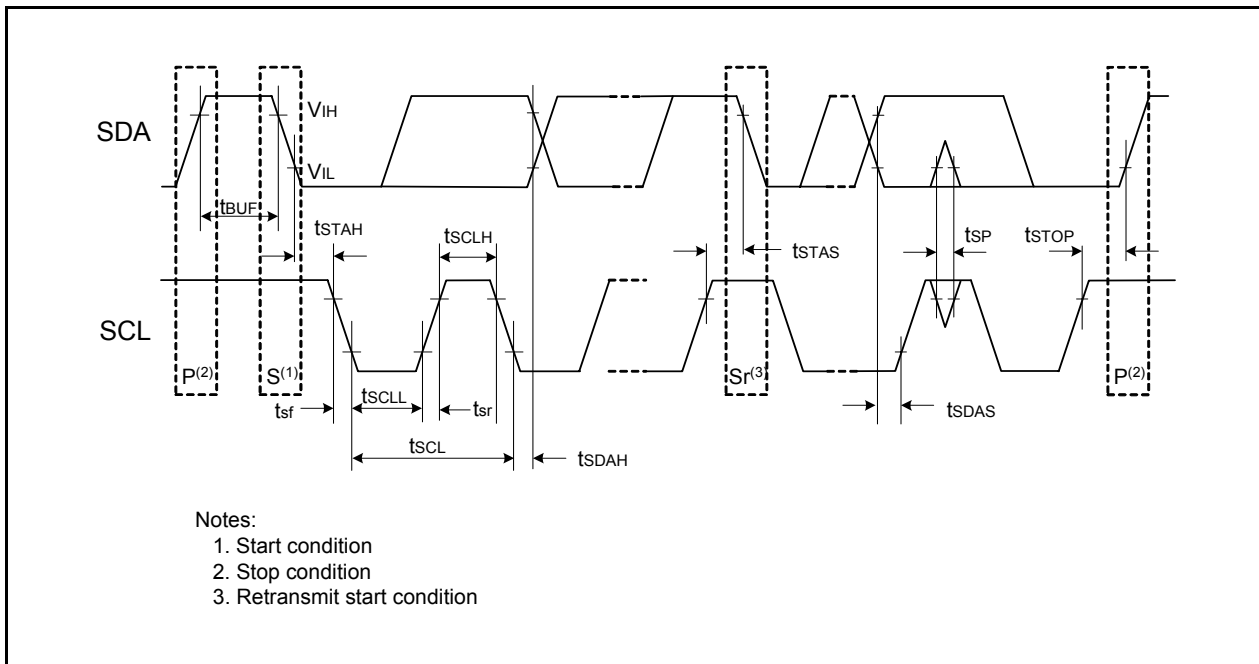 SDA
VIH
VIL
tBUF
tSTAH
tSCLH
tSTAS
tSP
tSTOP
SCL
P(2)
S(1)
Sr(3)
P(2)
tsf
tSCLL
tsr
tSDAS
tSCL
tSDAH
Notes:
1. Start condition
2. Stop condition
3. Retransmit start condition